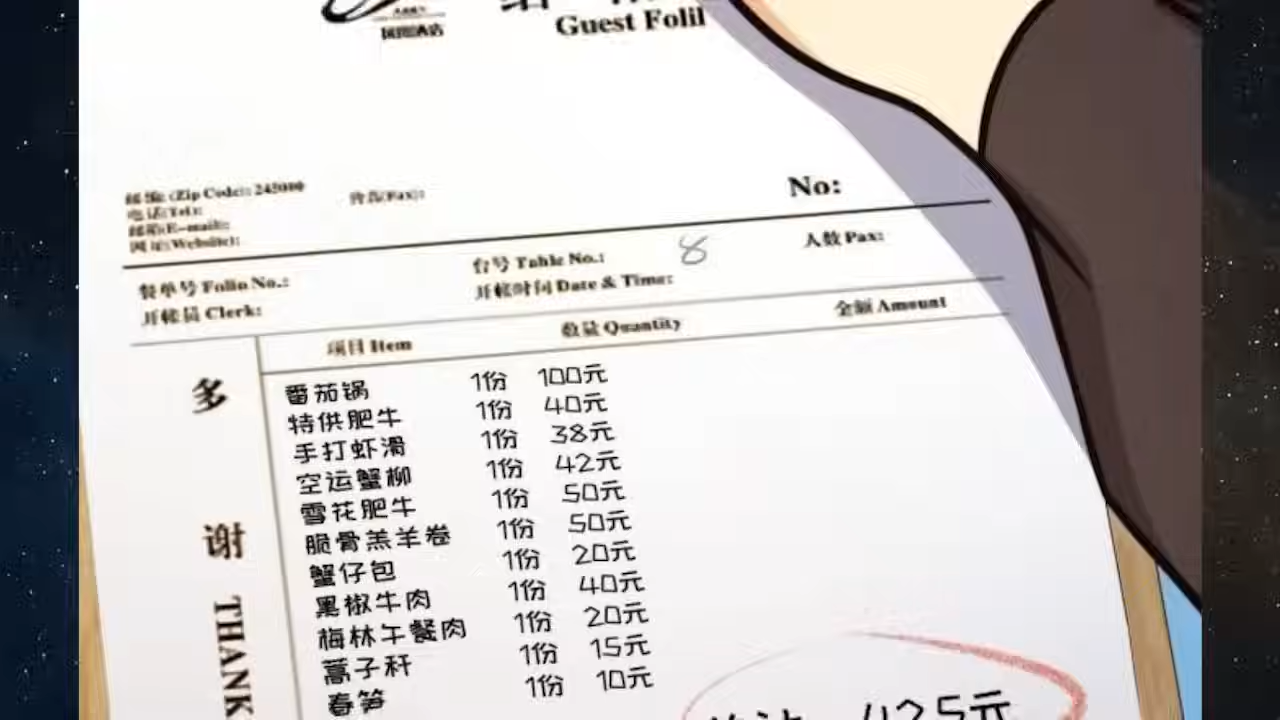 Guest Folil
邮编 (Zip Code): 245000
传真(Fax):
电话(Tel):
邮箱(E-mail):
网址(Website):
No:
餐单号 Folio No.:
台号 Table No.: 8
人数 Pax:
开帐员 Clerk:
开帐时间 Date & Time:
项目 Item 数量 Quantity 金额 Amount
番茄锅 1份 100元
特供肥牛 1份 40元
手打虾滑 1份 38元
空运蟹柳 1份 42元
雪花肥牛 1份 50元
脆骨羔羊卷 1份 50元
蟹仔包 1份 20元
黑椒牛肉 1份 40元
梅林午餐肉 1份 20元
蒿子秆 1份 15元
春笋 1份 10元
425元
多
谢
THANK